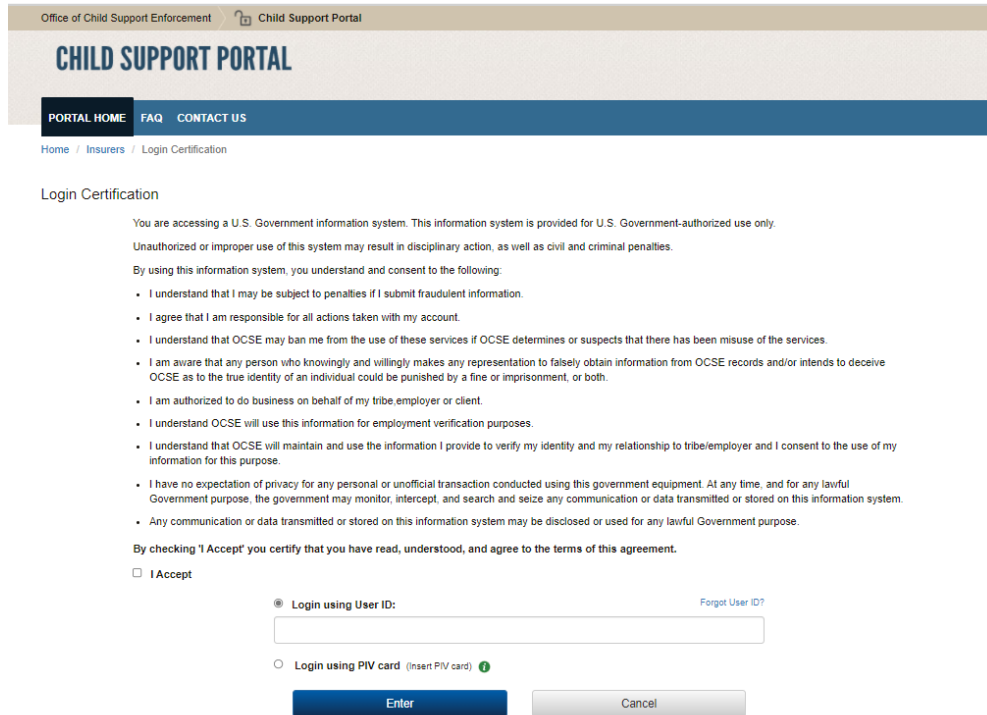 Office of Child Support Enforcement Child Support Portal
CHILD SUPPORT PORTAL
PORTAL HOME FAQ CONTACT US
Home / Insurers / Login Certification
Login Certification
You are accessing a U.S. Government information system. This information system is provided for U.S. Government-authorized use only.
Unauthorized or improper use of this system may result in disciplinary action, as well as civil and criminal penalties.
By using this information system, you understand and consent to the following:
• I understand that I may be subject to penalties if I submit fraudulent information.
• I agree that I am responsible for all actions taken with my account.
• I understand that OCSE may ban me from the use of these services if OCSE determines or suspects that there has been misuse of the services.
• I am aware that any person who knowingly and willingly makes any representation to falsely obtain information from OCSE records and/or intends to deceive
OCSE as to the true identity of an individual could be punished by a fine or imprisonment, or both.
• I am authorized to do business on behalf of my tribe,employer or client.
• I understand OCSE will use this information for employment verification purposes.
• I understand that OCSE will maintain and use the information I provide to verify my identity and my relationship to tribe/employer and I consent to the use of my
information for this purpose.
• I have no expectation of privacy for any personal or unofficial transaction conducted using this government equipment. At any time, and for any lawful
Government purpose, the government may monitor, intercept, and search and seize any communication or data transmitted or stored on this information system.
• Any communication or data transmitted or stored on this information system may be disclosed or used for any lawful Government purpose.
By checking 'I Accept' you certify that you have read, understood, and agree to the terms of this agreement.
I Accept
Login using User ID: Forgot User ID?
Login using PIV card (Insert PIV card) i
Enter Cancel